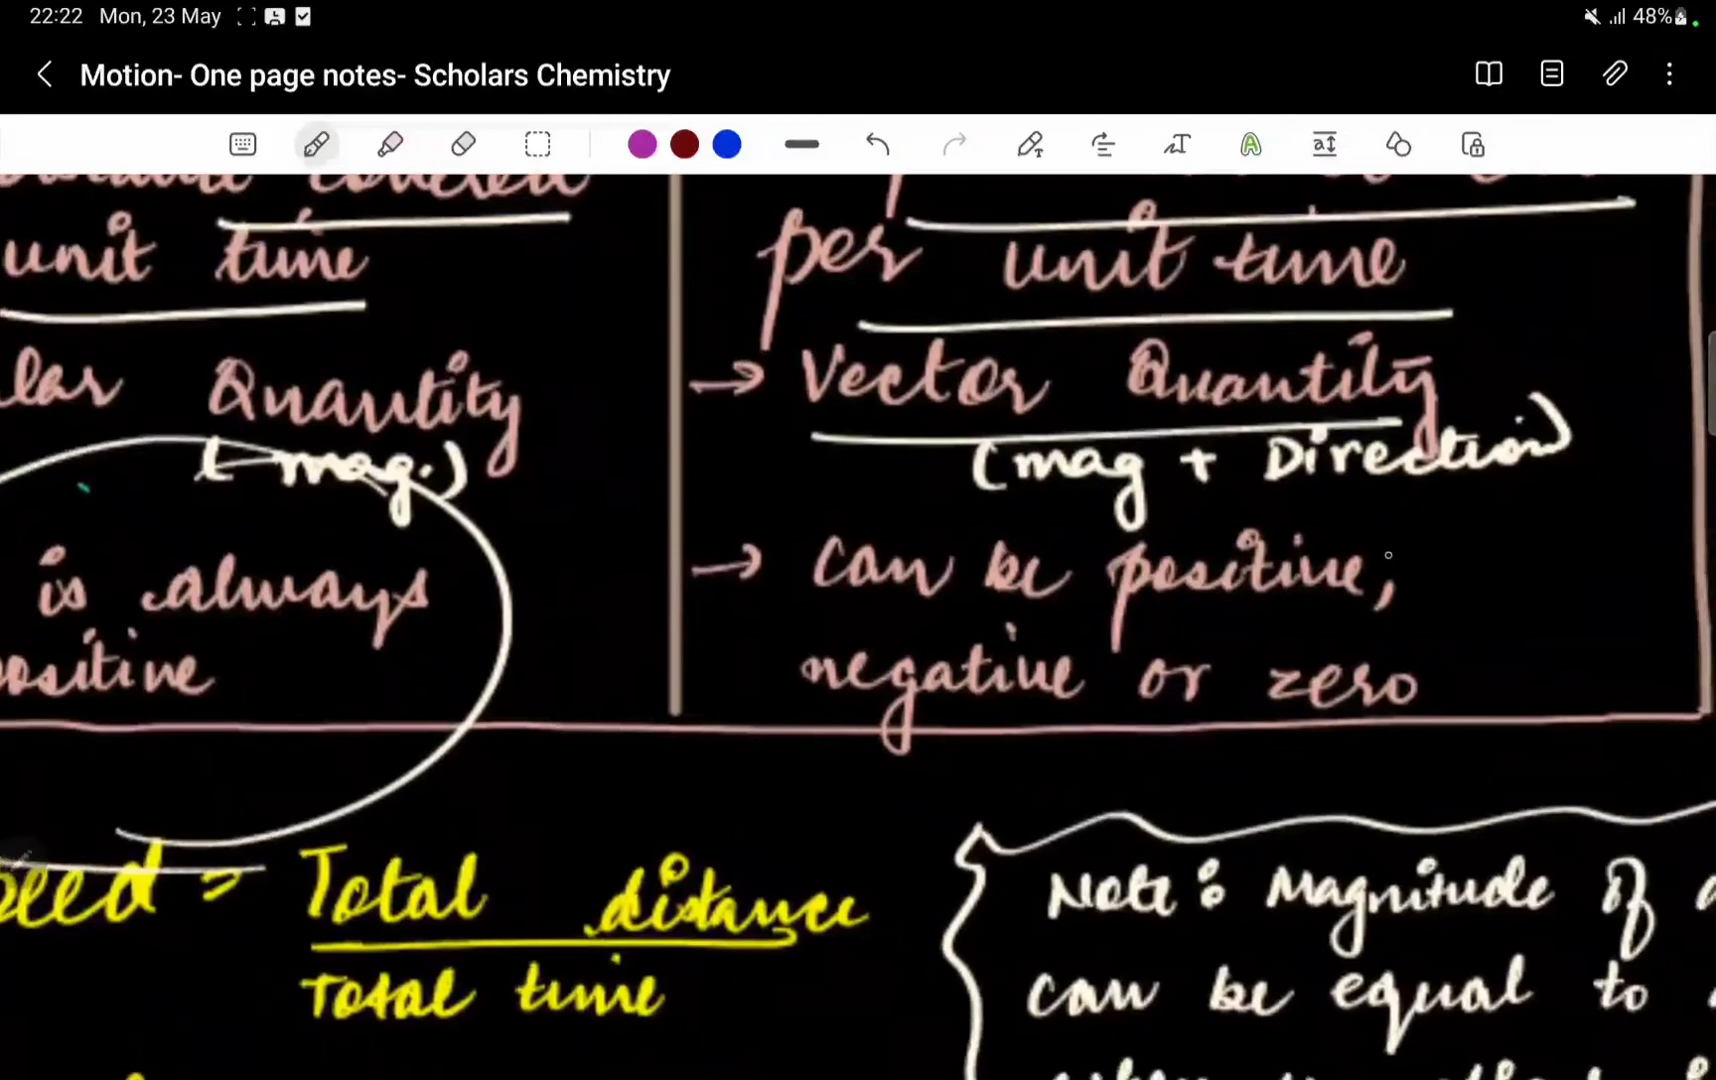 22:22 Mon, 23 May
48%
Motion- One page notes- Scholars Chemistry
covered
unit time
lar Quantity
(mag.)
is always
ositive
per unit time
→ Vector Quantity
(mag + Direction)
→ can be positive,
negative or zero
peed = Total distance
Total time
Note: Magnitude of
can be equal to